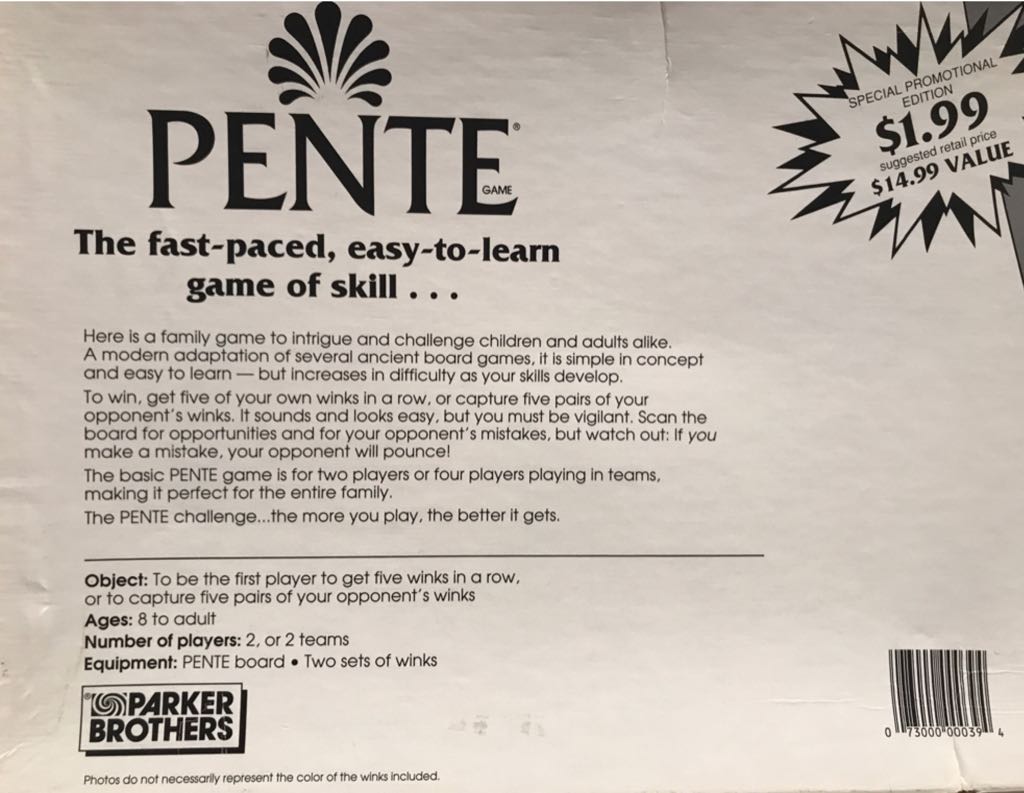 PENTE®
GAME
The fast-paced, easy-to-learn
game of skill . . .
SPECIAL PROMOTIONAL
EDITION
$1.99
suggested retail price
$14.99 VALUE
Here is a family game to intrigue and challenge children and adults alike.
A modern adaptation of several ancient board games, it is simple in concept
and easy to learn — but increases in difficulty as your skills develop.
To win, get five of your own winks in a row, or capture five pairs of your
opponent's winks. It sounds and looks easy, but you must be vigilant. Scan the
board for opportunities and for your opponent's mistakes, but watch out: If you
make a mistake, your opponent will pounce!
The basic PENTE game is for two players or four players playing in teams,
making it perfect for the entire family.
The PENTE challenge...the more you play, the better it gets.
Object: To be the first player to get five winks in a row,
or to capture five pairs of your opponent's winks
Ages: 8 to adult
Number of players: 2, or 2 teams
Equipment: PENTE board • Two sets of winks
®PARKER
BROTHERS
0 73000 00039 4
Photos do not necessarily represent the color of the winks included.